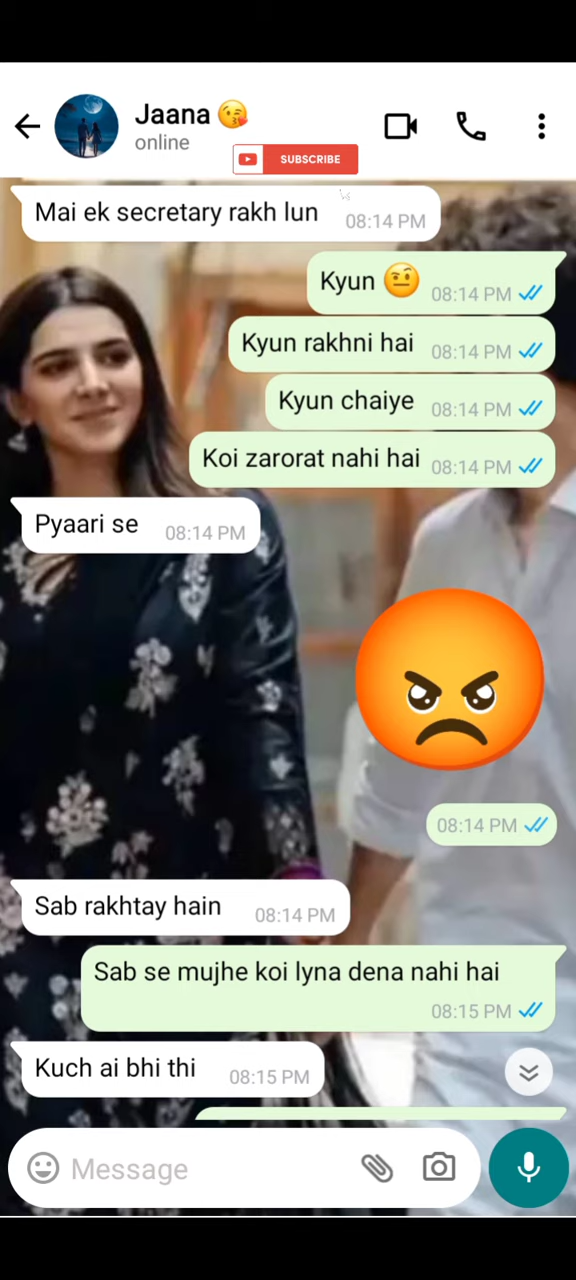 Jaana 😘
online
SUBSCRIBE
Mai ek secretary rakh lun 08:14 PM
Kyun 🤨 08:14 PM
Kyun rakhni hai 08:14 PM
Kyun chaiye 08:14 PM
Koi zarorat nahi hai 08:14 PM
Pyaari se 08:14 PM
😡
08:14 PM
Sab rakhtay hain 08:14 PM
Sab se mujhe koi lyna dena nahi hai
08:15 PM
Kuch ai bhi thi 08:15 PM
Message